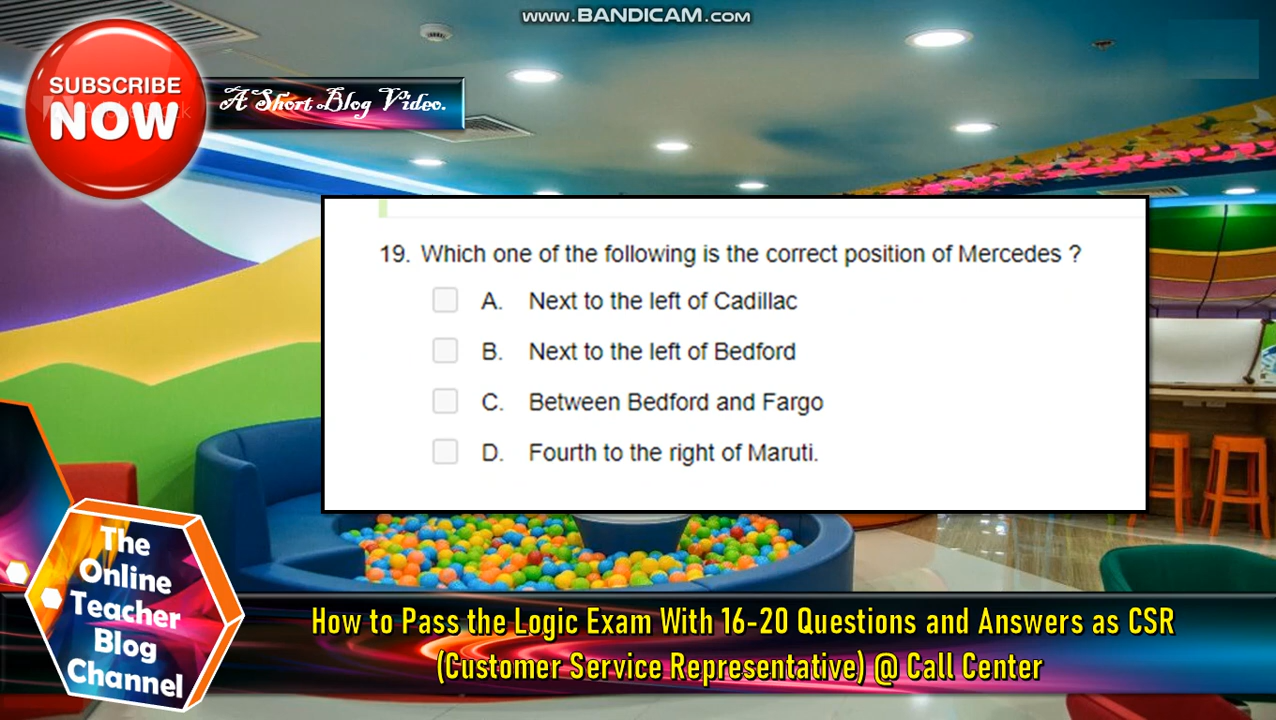 www.BANDICAM.com
SUBSCRIBE
NOW
A Short Blog Video.
19. Which one of the following is the correct position of Mercedes ?
A. Next to the left of Cadillac
B. Next to the left of Bedford
C. Between Bedford and Fargo
D. Fourth to the right of Maruti.
The
Online
Teacher
Blog
Channel
How to Pass the Logic Exam With 16-20 Questions and Answers as CSR
(Customer Service Representative) @ Call Center